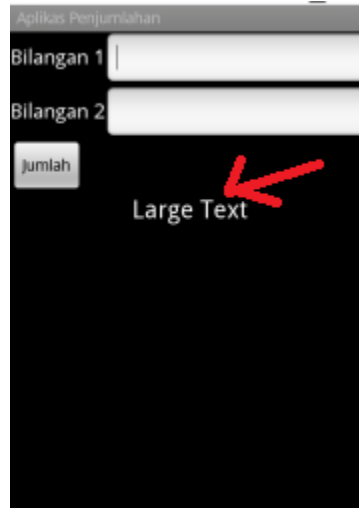 Aplikas Penjumlahan
Bilangan 1
Bilangan 2
Jumlah
Large Text